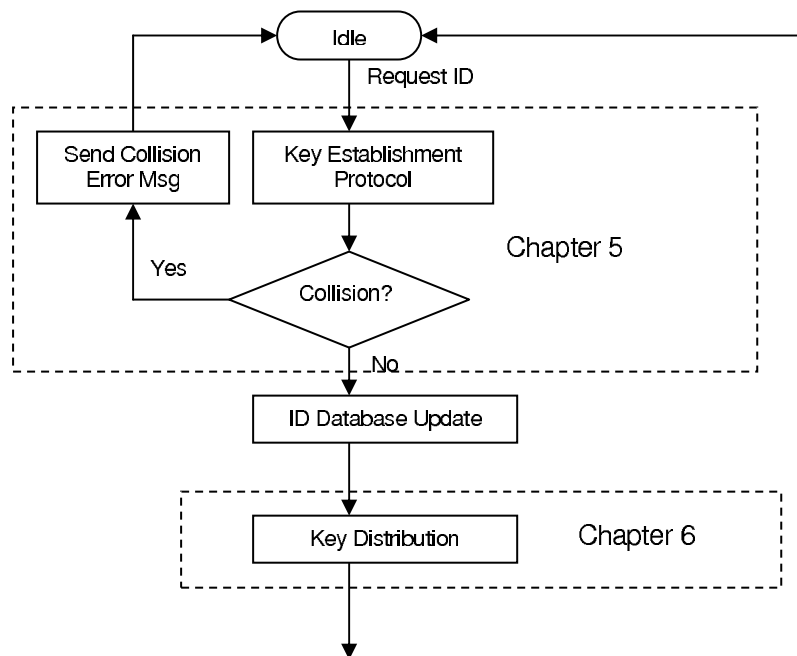 Idle
Request ID
Send Collision
Error Msg
Key Establishment
Protocol
Chapter 5
Yes
Collision?
No
ID Database Update
Key Distribution
Chapter 6